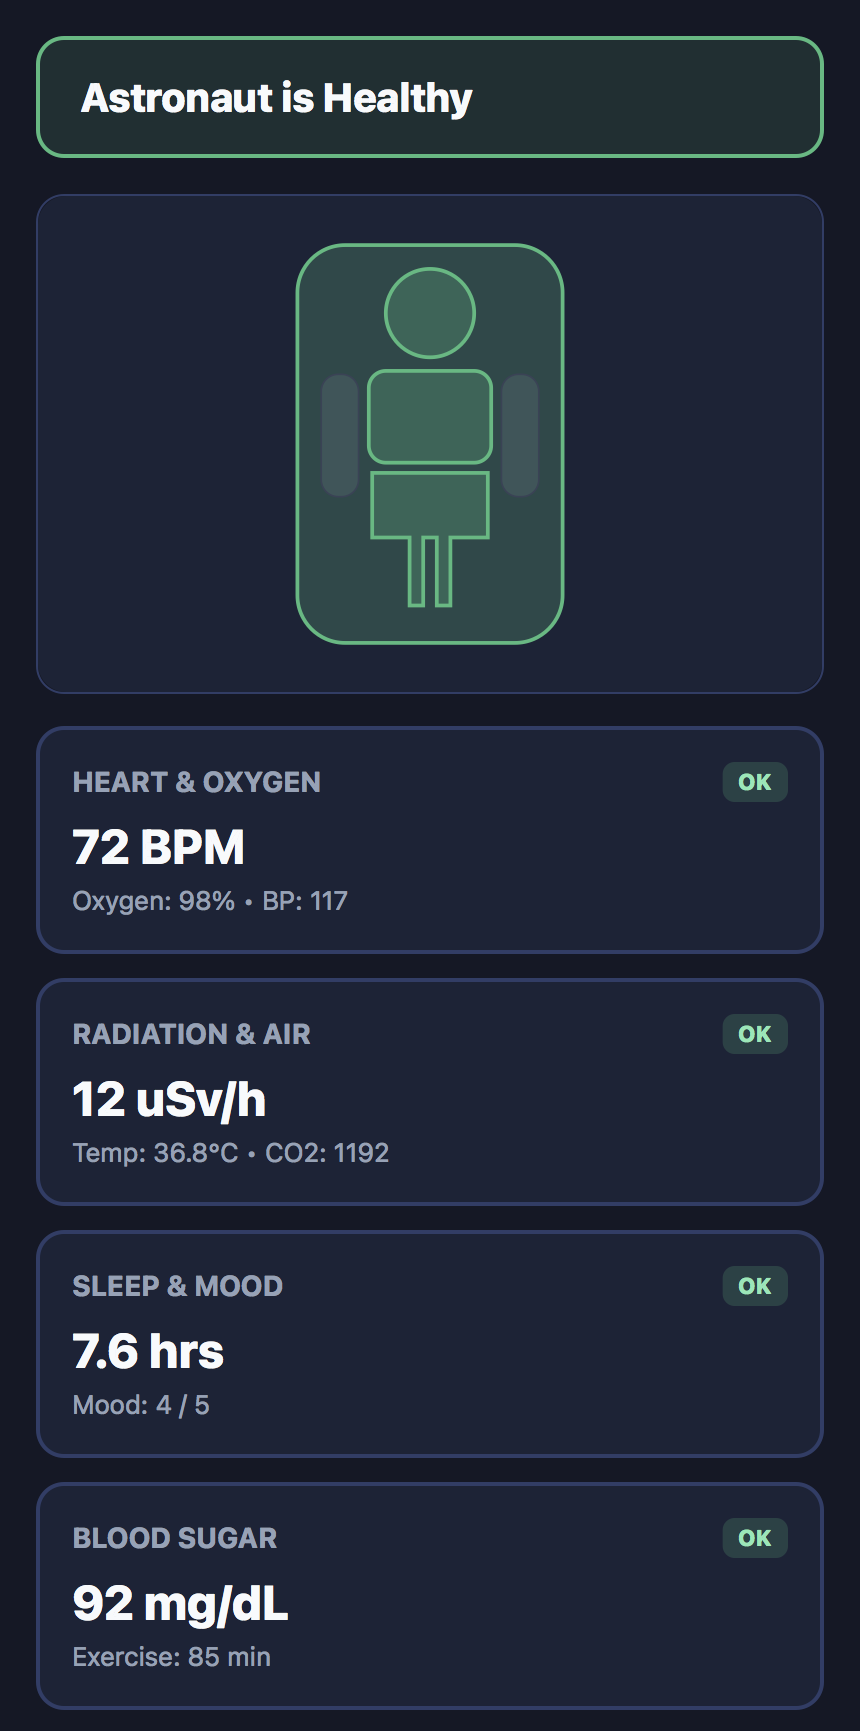 Astronaut is Healthy
HEART & OXYGEN
OK
72 BPM
Oxygen: 98% • BP: 117
RADIATION & AIR
OK
12 uSv/h
Temp: 36.8°C • CO2: 1192
SLEEP & MOOD
OK
7.6 hrs
Mood: 4 / 5
BLOOD SUGAR
OK
92 mg/dL
Exercise: 85 min